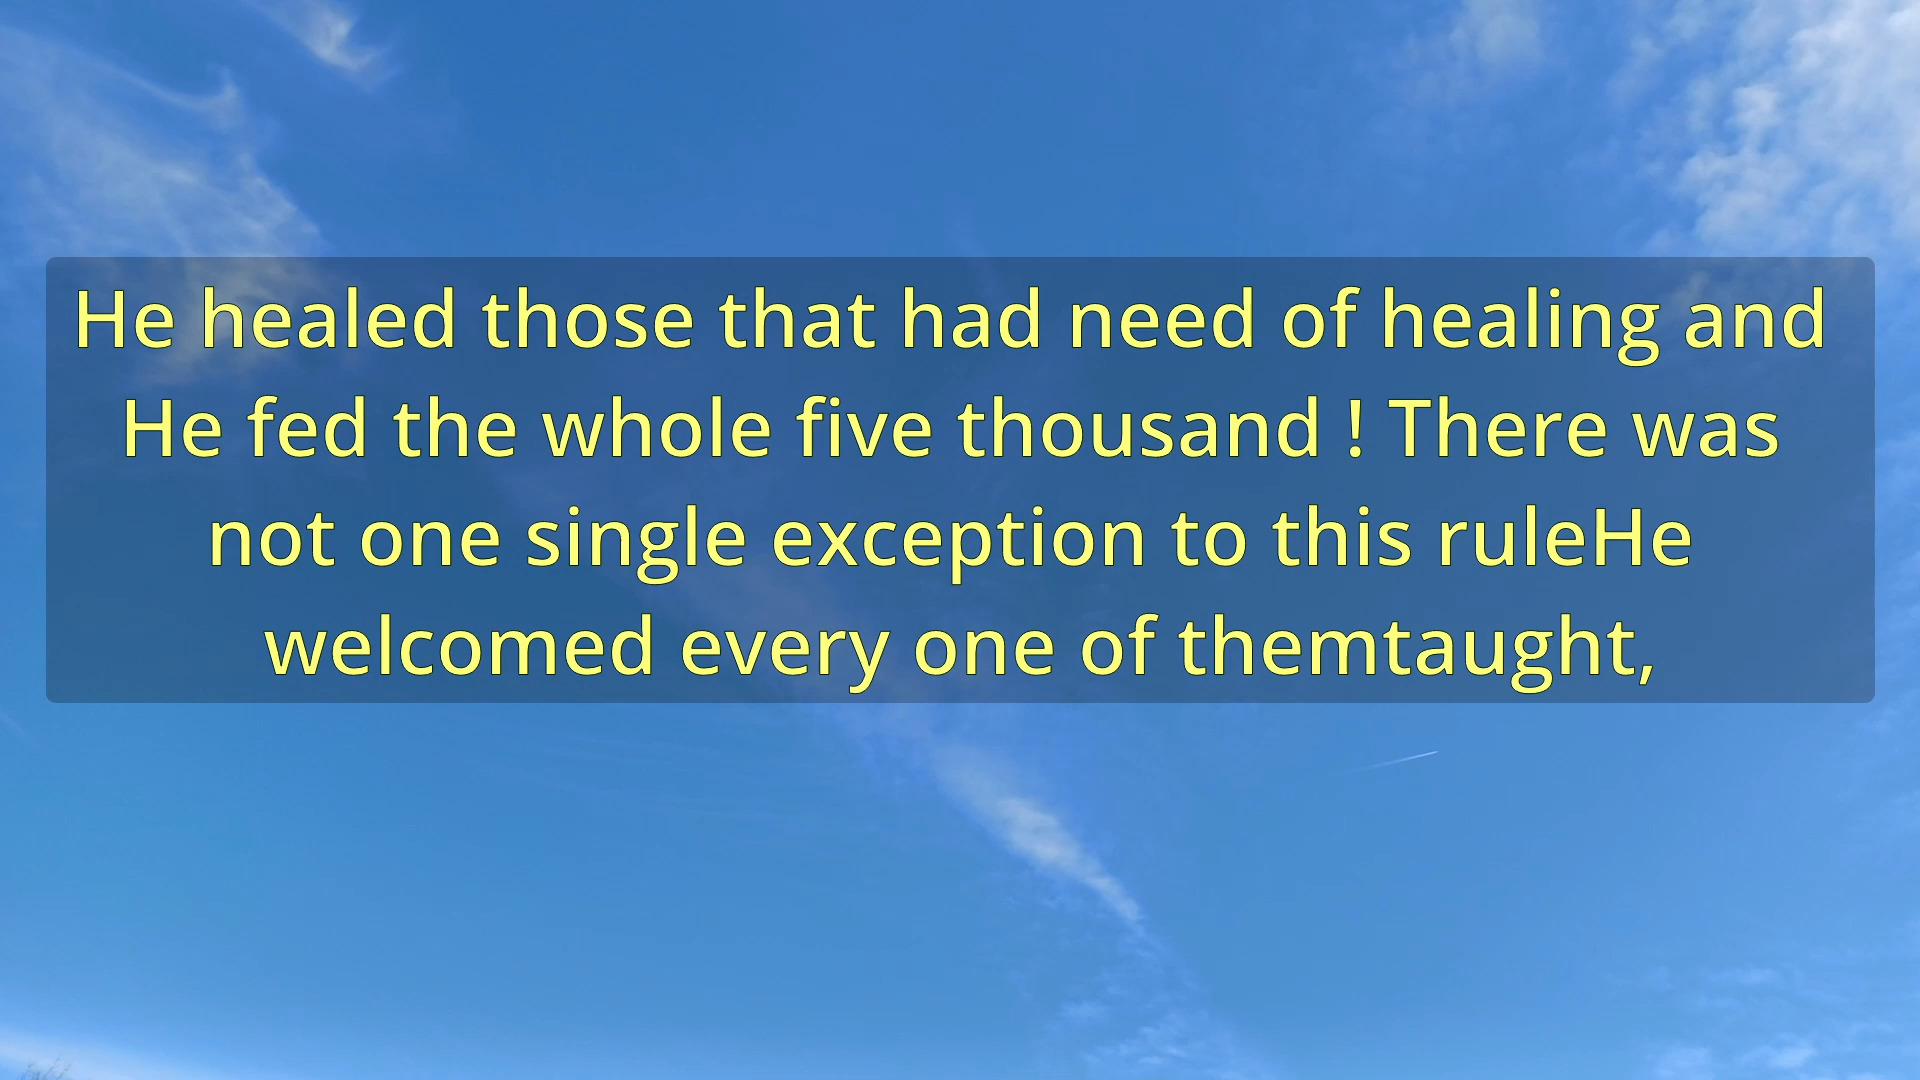 He healed those that had need of healing and
He fed the whole five thousand ! There was
not one single exception to this ruleHe
welcomed every one of themtaught,